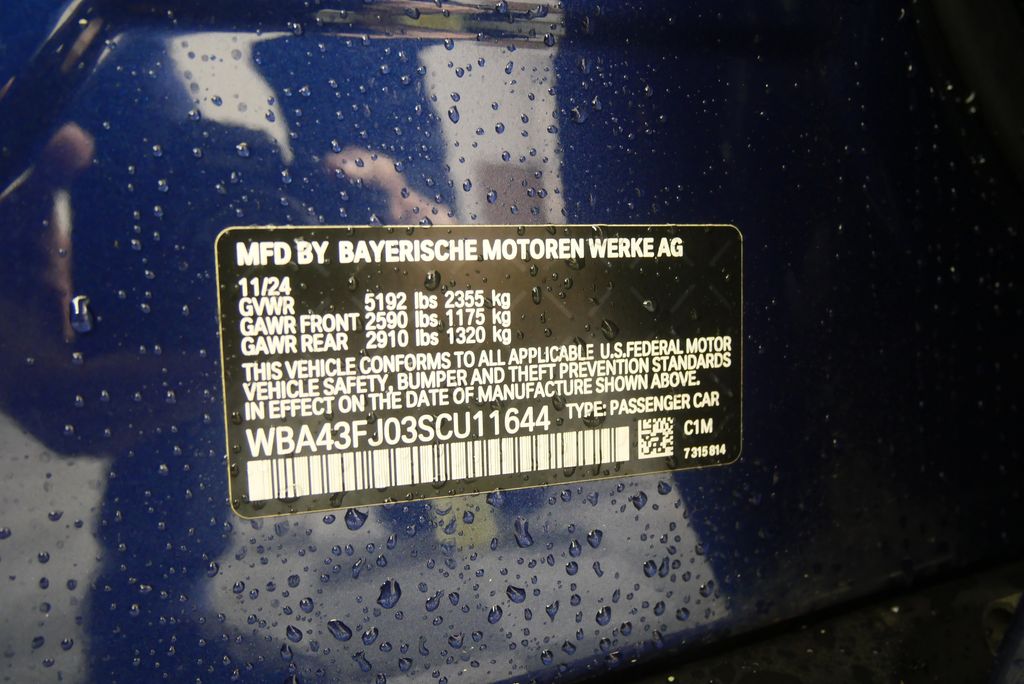 MFD BY BAYERISCHE MOTOREN WERKE AG
11/24
GVWR 5192 lbs 2355 kg
GAWR FRONT 2590 lbs 1175 kg
GAWR REAR 2910 lbs 1320 kg
THIS VEHICLE CONFORMS TO ALL APPLICABLE U.S.FEDERAL MOTOR
VEHICLE SAFETY, BUMPER AND THEFT PREVENTION STANDARDS
IN EFFECT ON THE DATE OF MANUFACTURE SHOWN ABOVE.
WBA43FJ03SCU11644 TYPE: PASSENGER CAR
C1M
7315814